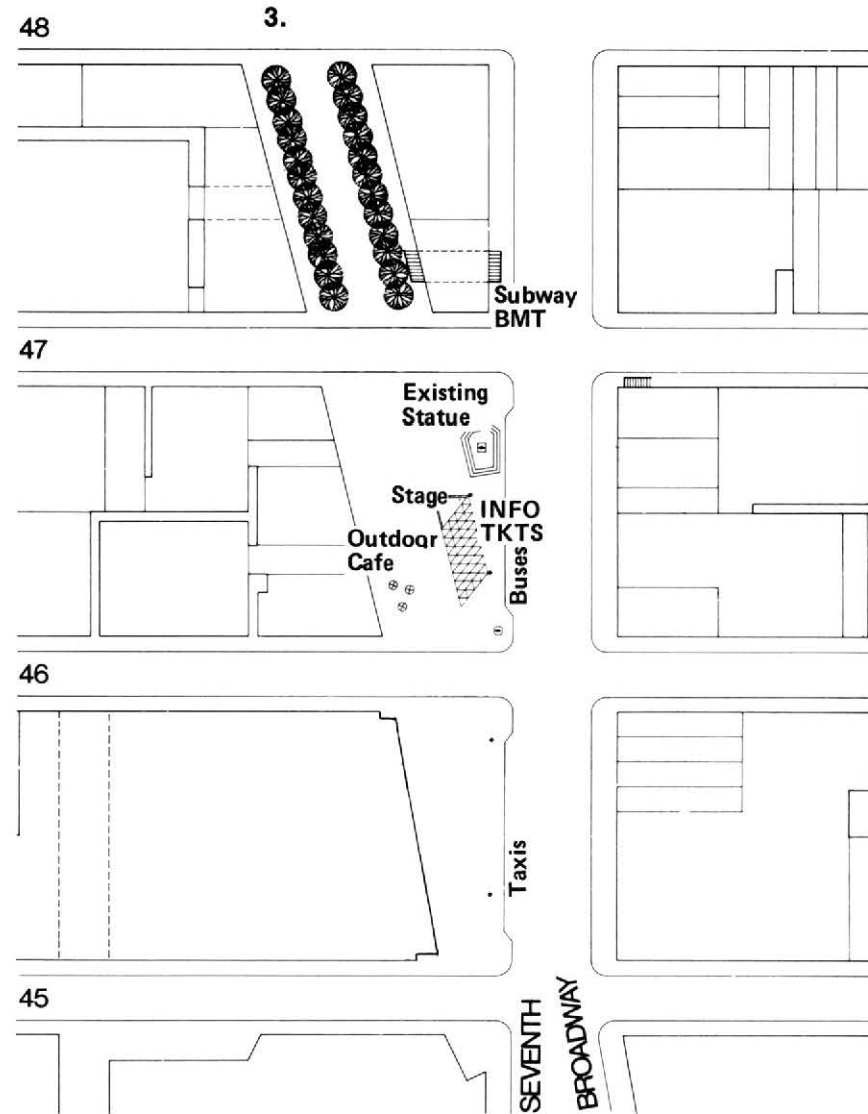 3.
48
Subway
BMT
47
Existing
Statue
Stage
INFO
TKTS
Outdoor
Cafe
Buses
46
Taxis
45
SEVENTH
BROADWAY